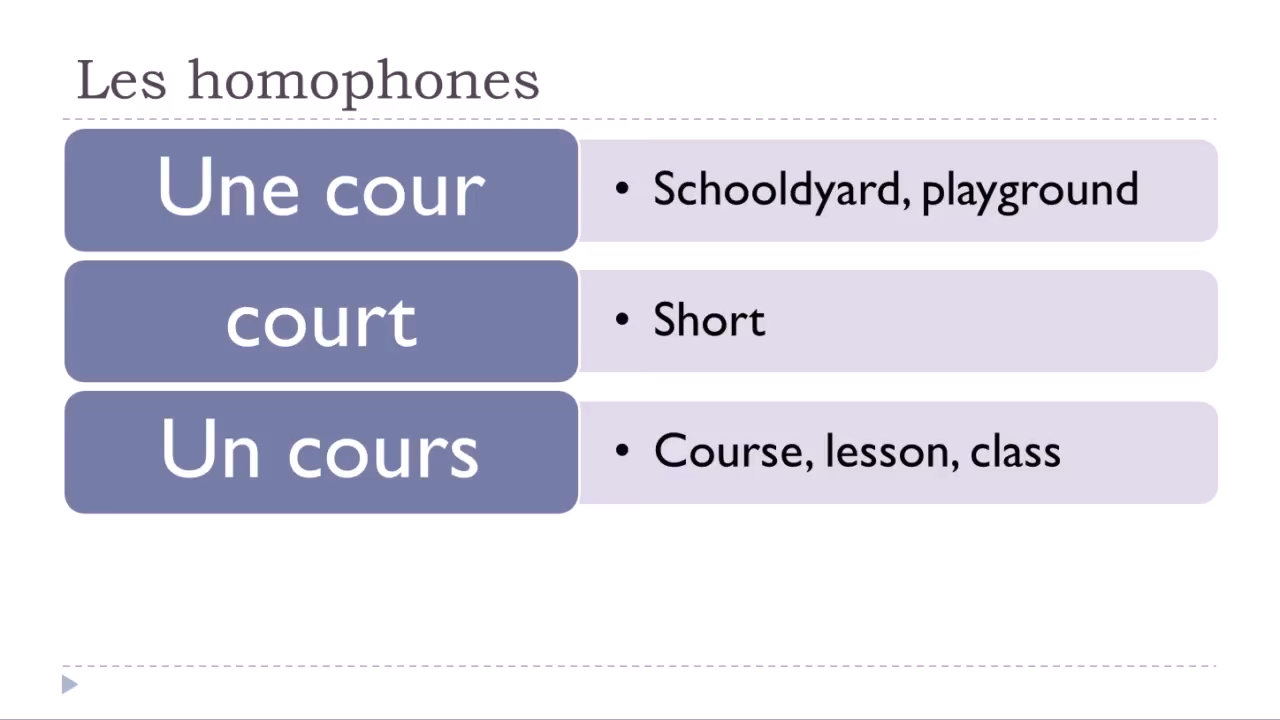 Les homophones
Une cour
• Schooldyard, playground
court
• Short
Un cours
• Course, lesson, class